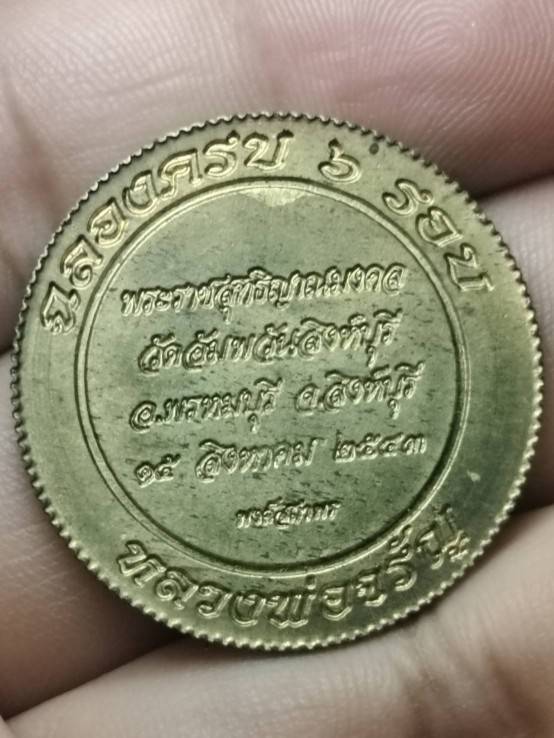 ฉลองครบ ๖ รอบ
พระราชสุทธิญาณมงคล
วัดอัมพวันสิงห์บุรี
อ.พรหมบุรี จ.สิงห์บุรี
๑๕ สิงหาคม ๒๕๔๓
หลวงพ่อจรัญ